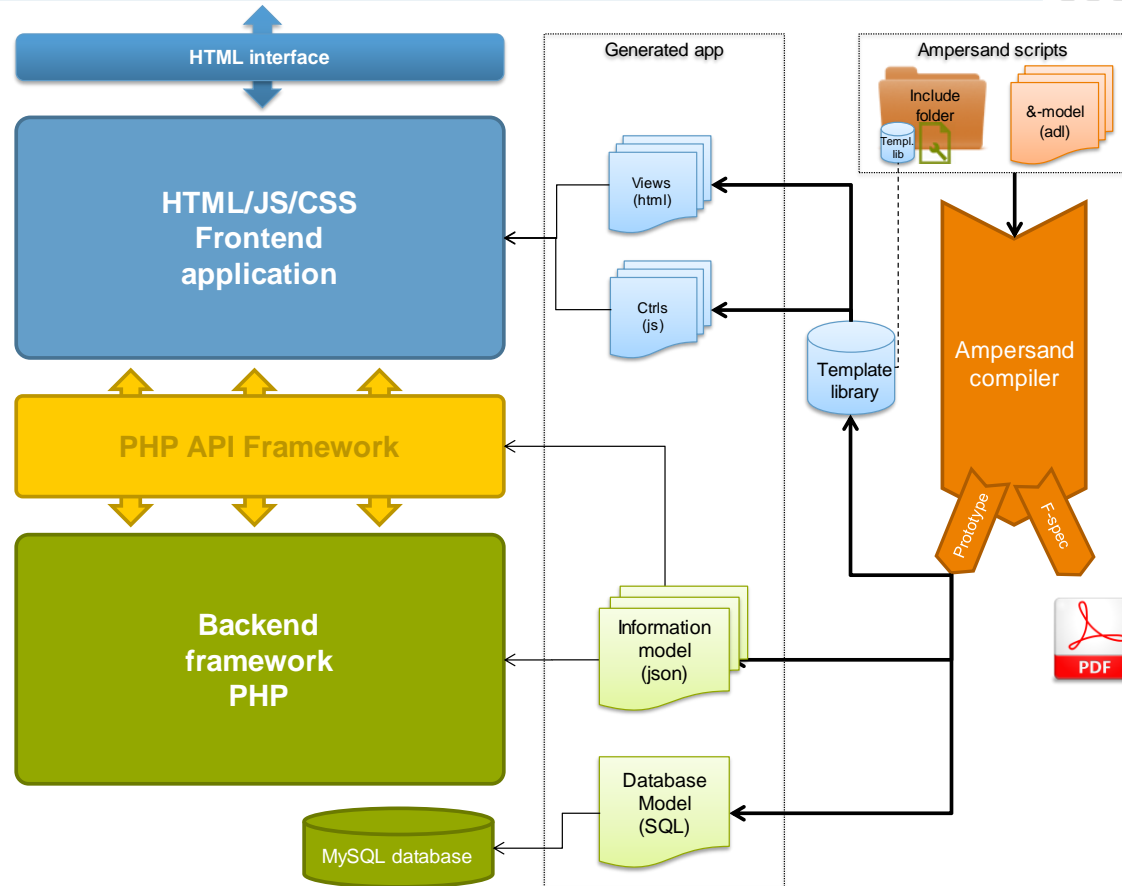 HTML interface
Generated app
Ampersand scripts
Include
folder
Templ.
lib
&-model
(adl)
HTML/JS/CSS
Frontend
application
Views
(html)
Ctrls
(js)
Template
library
Ampersand
compiler
PHP API Framework
Prototype
F-spec
Backend
framework
PHP
Information
model
(json)
PDF
Database
Model
(SQL)
MySQL database